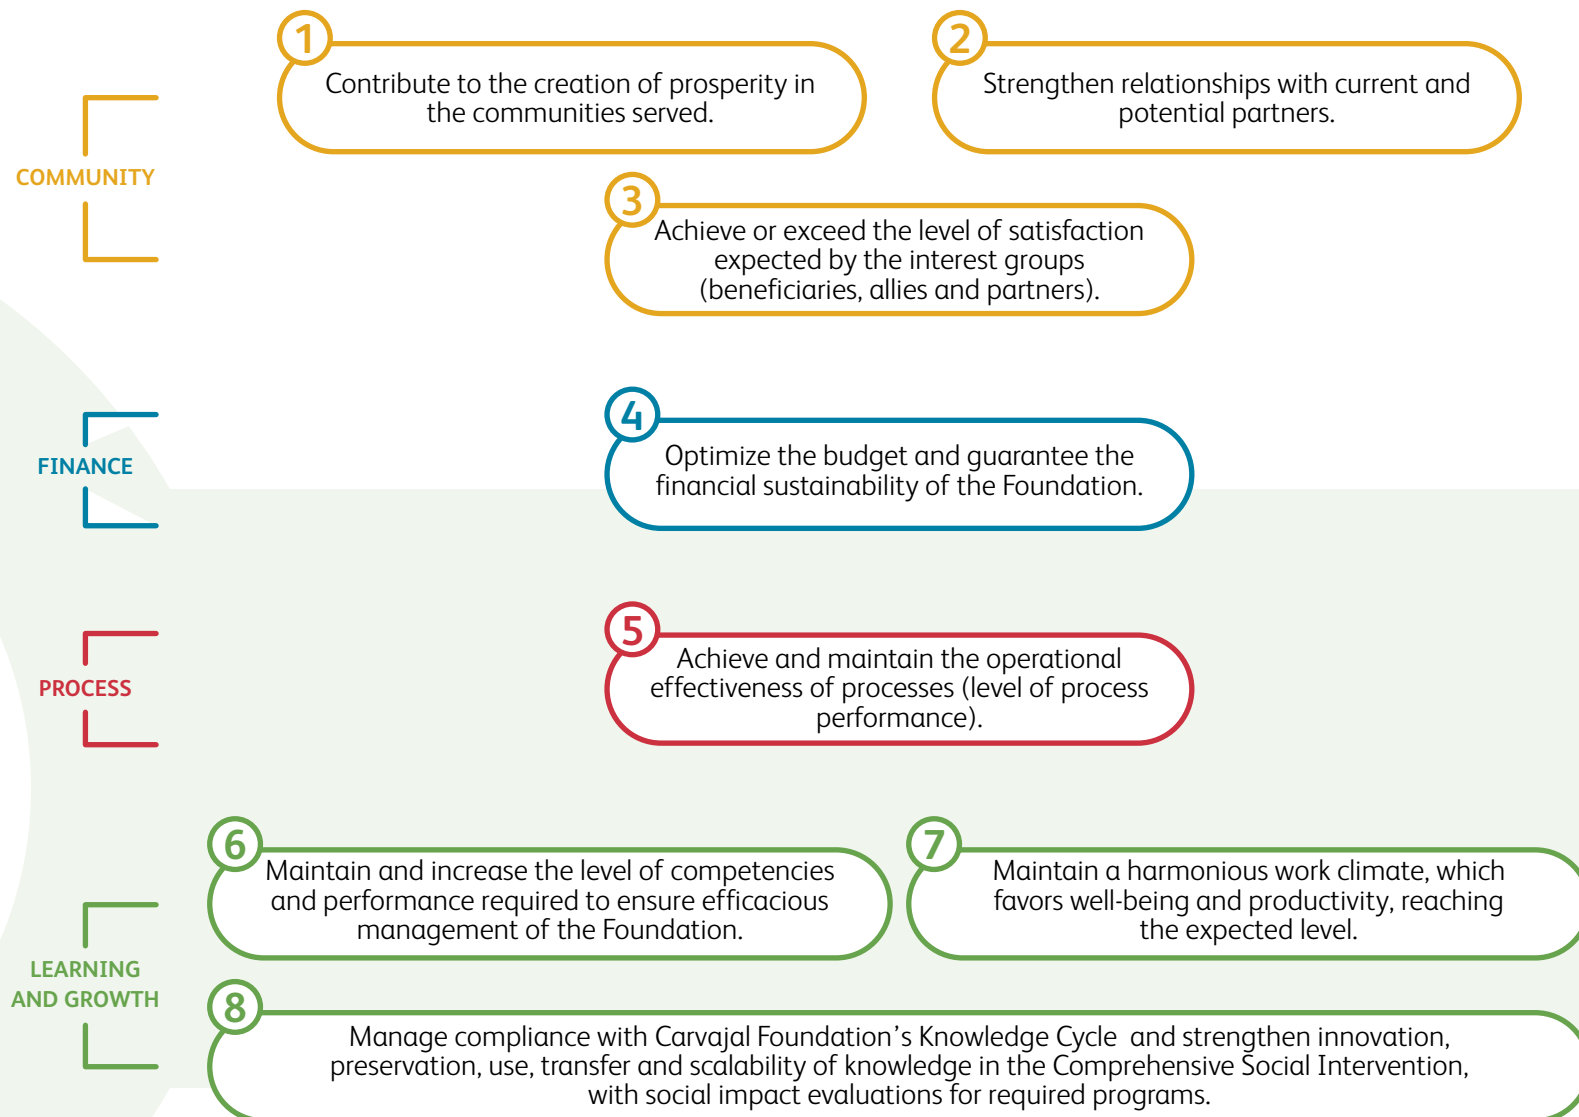 1
Contribute to the creation of prosperity in
the communities served.
2
Strengthen relationships with current and
potential partners.
COMMUNITY
3
Achieve or exceed the level of satisfaction
expected by the interest groups
(beneficiaries, allies and partners).
FINANCE
4
Optimize the budget and guarantee the
financial sustainability of the Foundation.
PROCESS
5
Achieve and maintain the operational
effectiveness of processes (level of process
performance).
LEARNING
AND GROWTH
6
Maintain and increase the level of competencies
and performance required to ensure efficacious
management of the Foundation.
7
Maintain a harmonious work climate, which
favors well-being and productivity, reaching
the expected level.
8
Manage compliance with Carvajal Foundation's Knowledge Cycle and strengthen innovation,
preservation, use, transfer and scalability of knowledge in the Comprehensive Social Intervention,
with social impact evaluations for required programs.